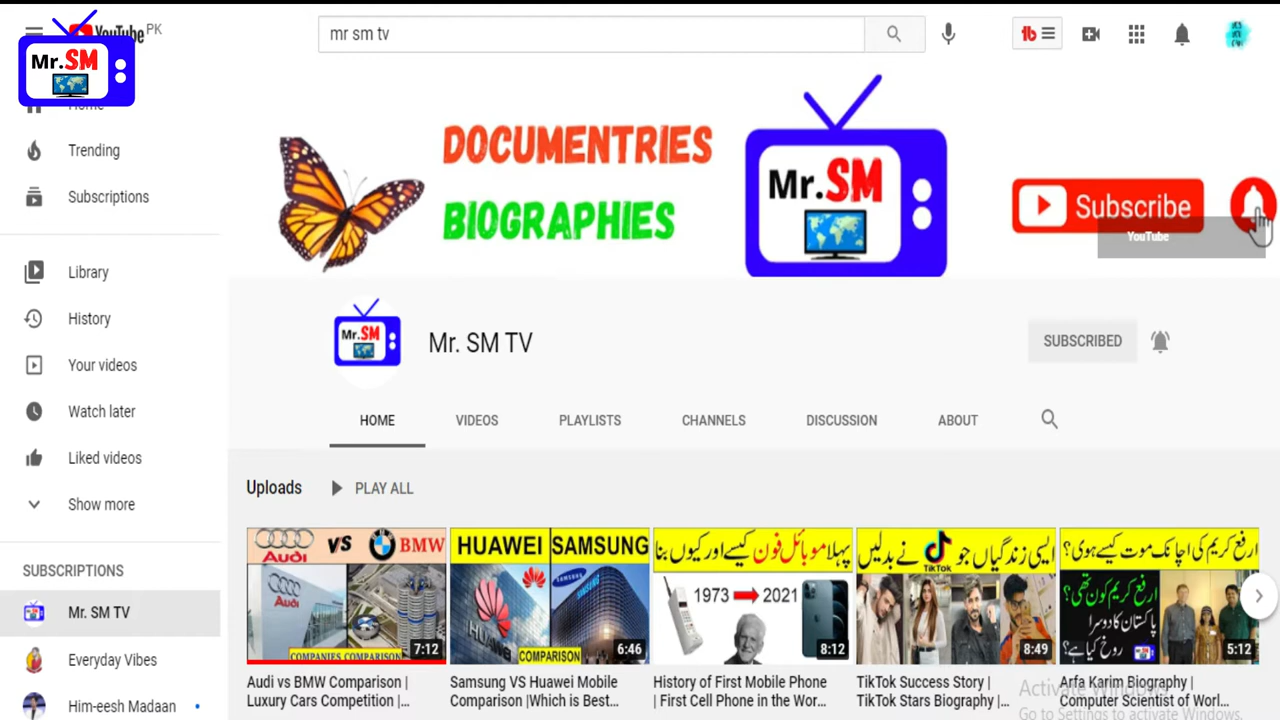 YouTube PK
mr sm tv
Mr.SM
Home
Trending
Subscriptions
Library
History
Your videos
Watch later
Liked videos
Show more
SUBSCRIPTIONS
Mr. SM TV
Everyday Vibes
Him-eesh Madaan
DOCUMENTRIES
BIOGRAPHIES
Mr.SM
Subscribe
YouTube
Mr.SM
Mr. SM TV
SUBSCRIBED
HOME VIDEOS PLAYLISTS CHANNELS DISCUSSION ABOUT
Uploads PLAY ALL
Audi VS BMW
Audi
COMPANIES COMPARISON
7:12
Audi vs BMW Comparison |
Luxury Cars Competition |...
HUAWEI SAMSUNG
SAMSUNG
HUAWEI
COMPARISON
6:46
Samsung VS Huawei Mobile
Comparison |Which is Best...
پہلا موبائل فون کیسے اور کیوں بنا
1973 2021
8:12
History of First Mobile Phone
| First Cell Phone in the Wor...
ایسی زندگیاں جو TikTok نے بدلیں
8:49
TikTok Success Story |
TikTok Stars Biography |...
ارفع کریم کی اچانک موت کیسے ہوی؟
ارفع کریم کون تھی؟
پاکستان کا دوسرا
رخ کیا ہے؟
5:12
Arfa Karim Biography |
Computer Scientist of Worl...
Activate Windows
Go to Settings to activate Windows.